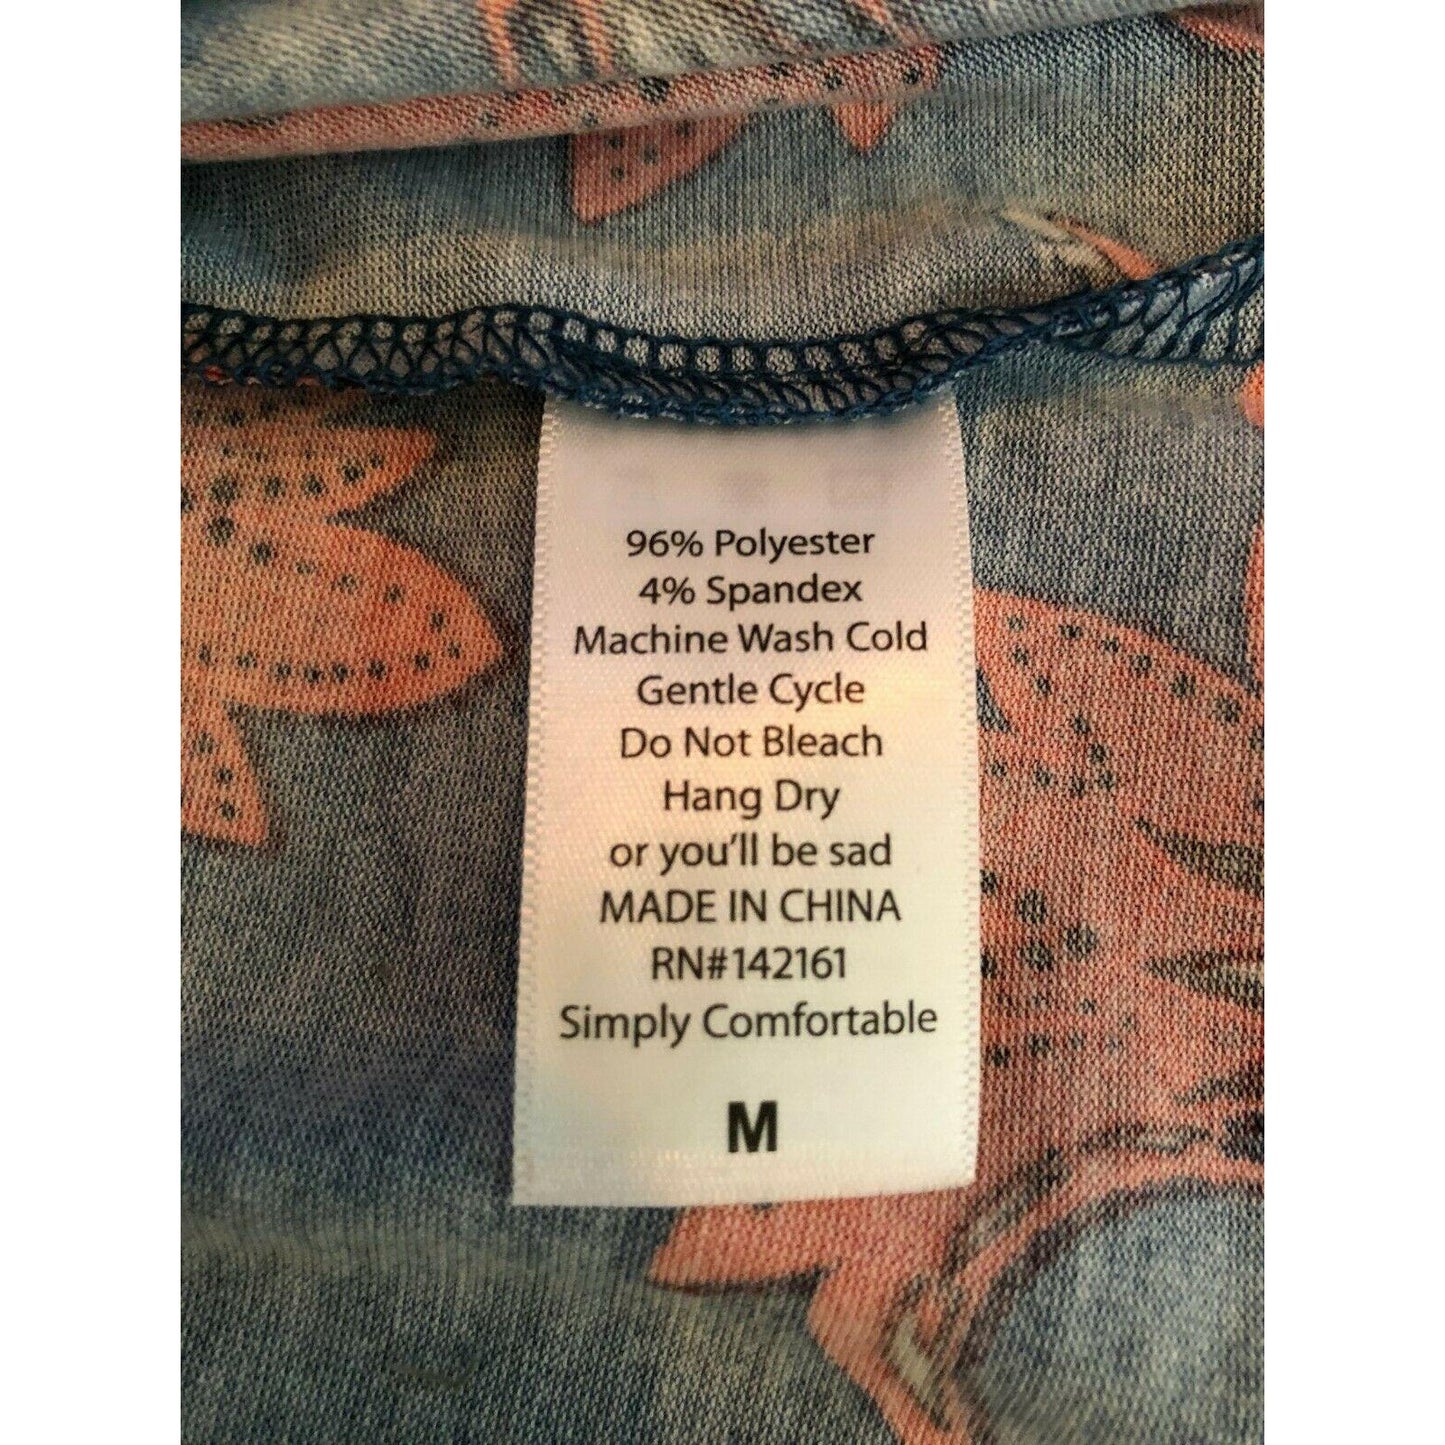 96% Polyester
4% Spandex
Machine Wash Cold
Gentle Cycle
Do Not Bleach
Hang Dry
or you'll be sad
MADE IN CHINA
RN#142161
Simply Comfortable
M